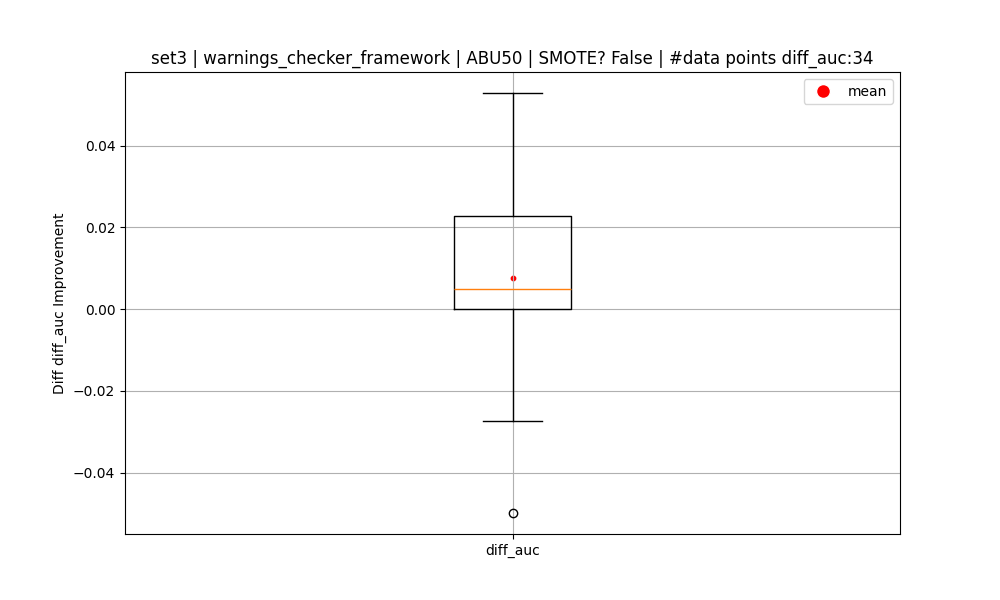 set3 | warnings_checker_framework | ABU50 | SMOTE? False | #data points diff_auc:34
mean
Diff diff_auc Improvement
0.04
0.02
0.00
−0.02
−0.04
diff_auc